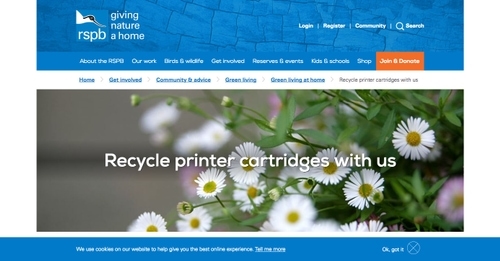 giving
nature
a home
rspb
Login | Register | Community | Search
About the RSPB Our work Birds & wildlife Get involved Reserves & events Kids & schools Shop Join & Donate
Home Get involved Community & advice Green living Green living at home Recycle printer cartridges with us
Recycle printer cartridges with us
We use cookies on our website to help give you the best online experience. Tell me more Ok, got it